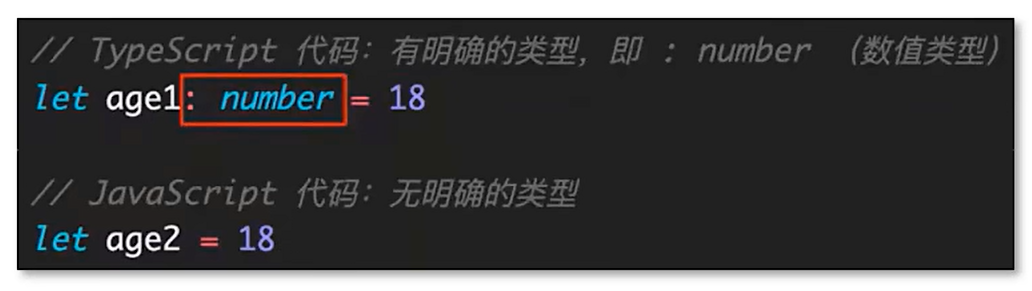 // TypeScript 代码：有明确的类型，即 : number （数值类型）
let age1: number = 18
// JavaScript 代码：无明确的类型
let age2 = 18